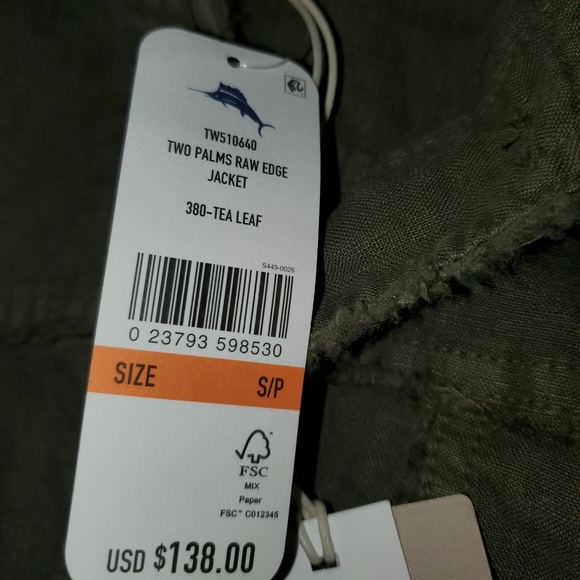 TW510640
TWO PALMS RAW EDGE
JACKET
380-TEA LEAF
S449-0026
0 23793 598530
SIZE S/P
FSC
MIX
Paper
FSC™ C012345
USD $138.00